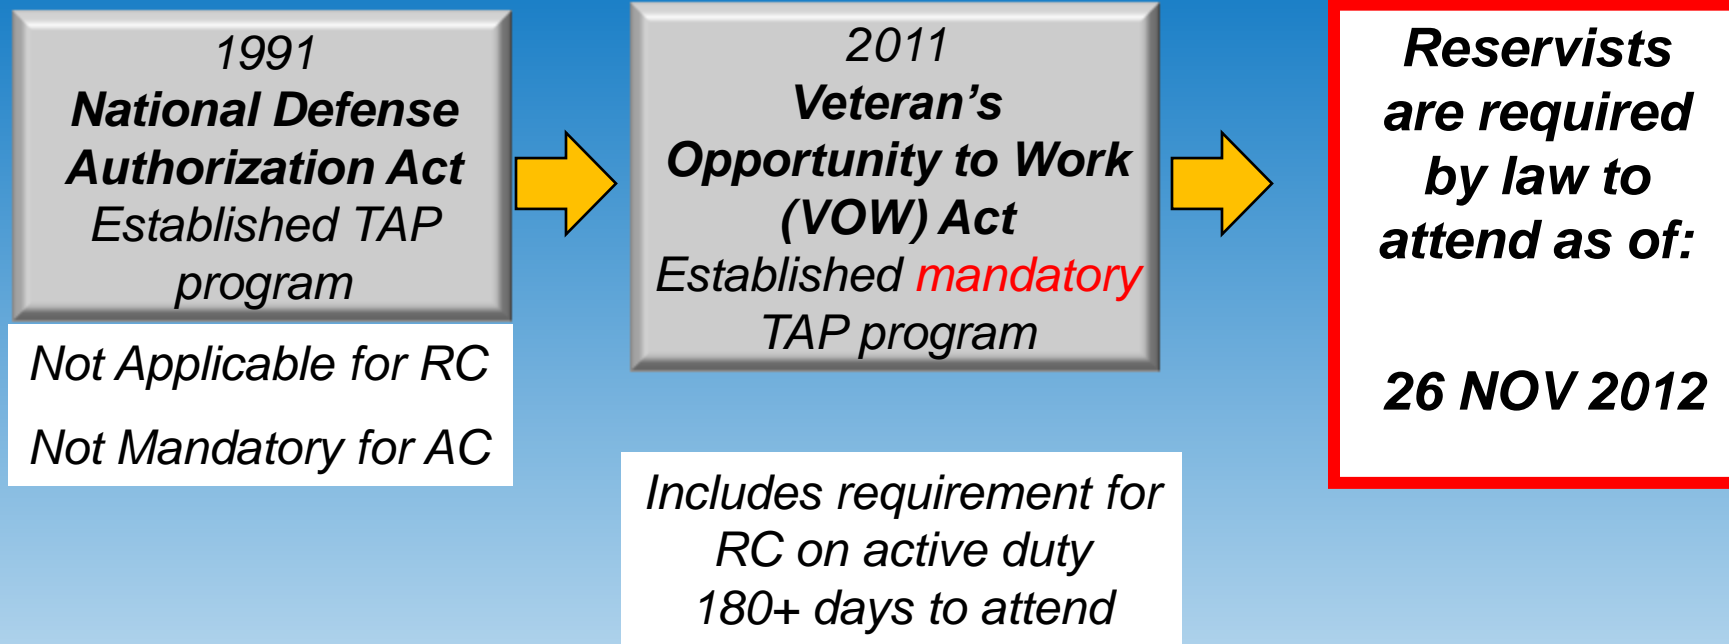 1991
National Defense
Authorization Act
Established TAP
program
Not Applicable for RC
Not Mandatory for AC
2011
Veteran’s
Opportunity to Work
(VOW) Act
Established mandatory
TAP program
Includes requirement for
RC on active duty
180+ days to attend
Reservists
are required
by law to
attend as of:
26 NOV 2012